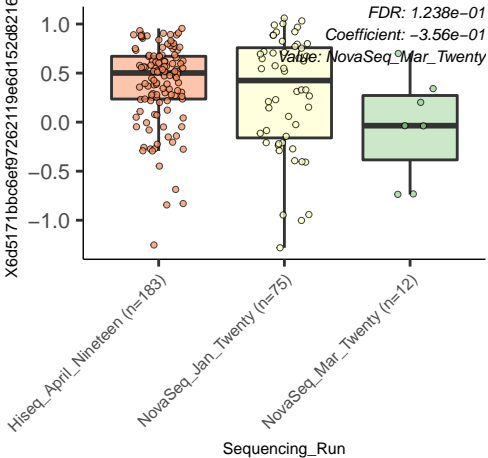 FDR: 1.238e−01
Coefficient: −3.56e−01
Value: NovaSeq_Mar_Twenty
X6d5171bbc6ef97262119e6d152d8216
1.0
0.5
0.0
−0.5
−1.0
Hiseq_April_Nineteen (n=183)
NovaSeq_Jan_Twenty (n=75)
NovaSeq_Mar_Twenty (n=12)
Sequencing_Run